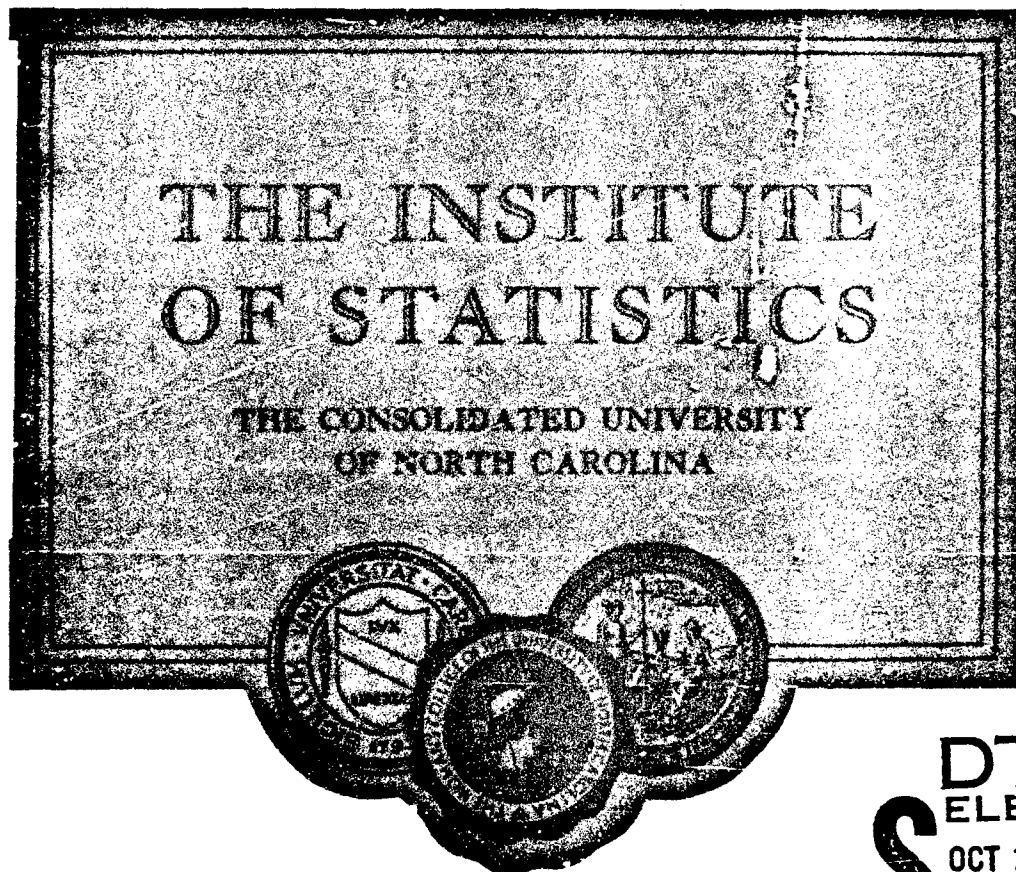 THE INSTITUTE
OF STATISTICS
THE CONSOLIDATED UNIVERSITY
OF NORTH CAROLINA
DT
ELE
OCT